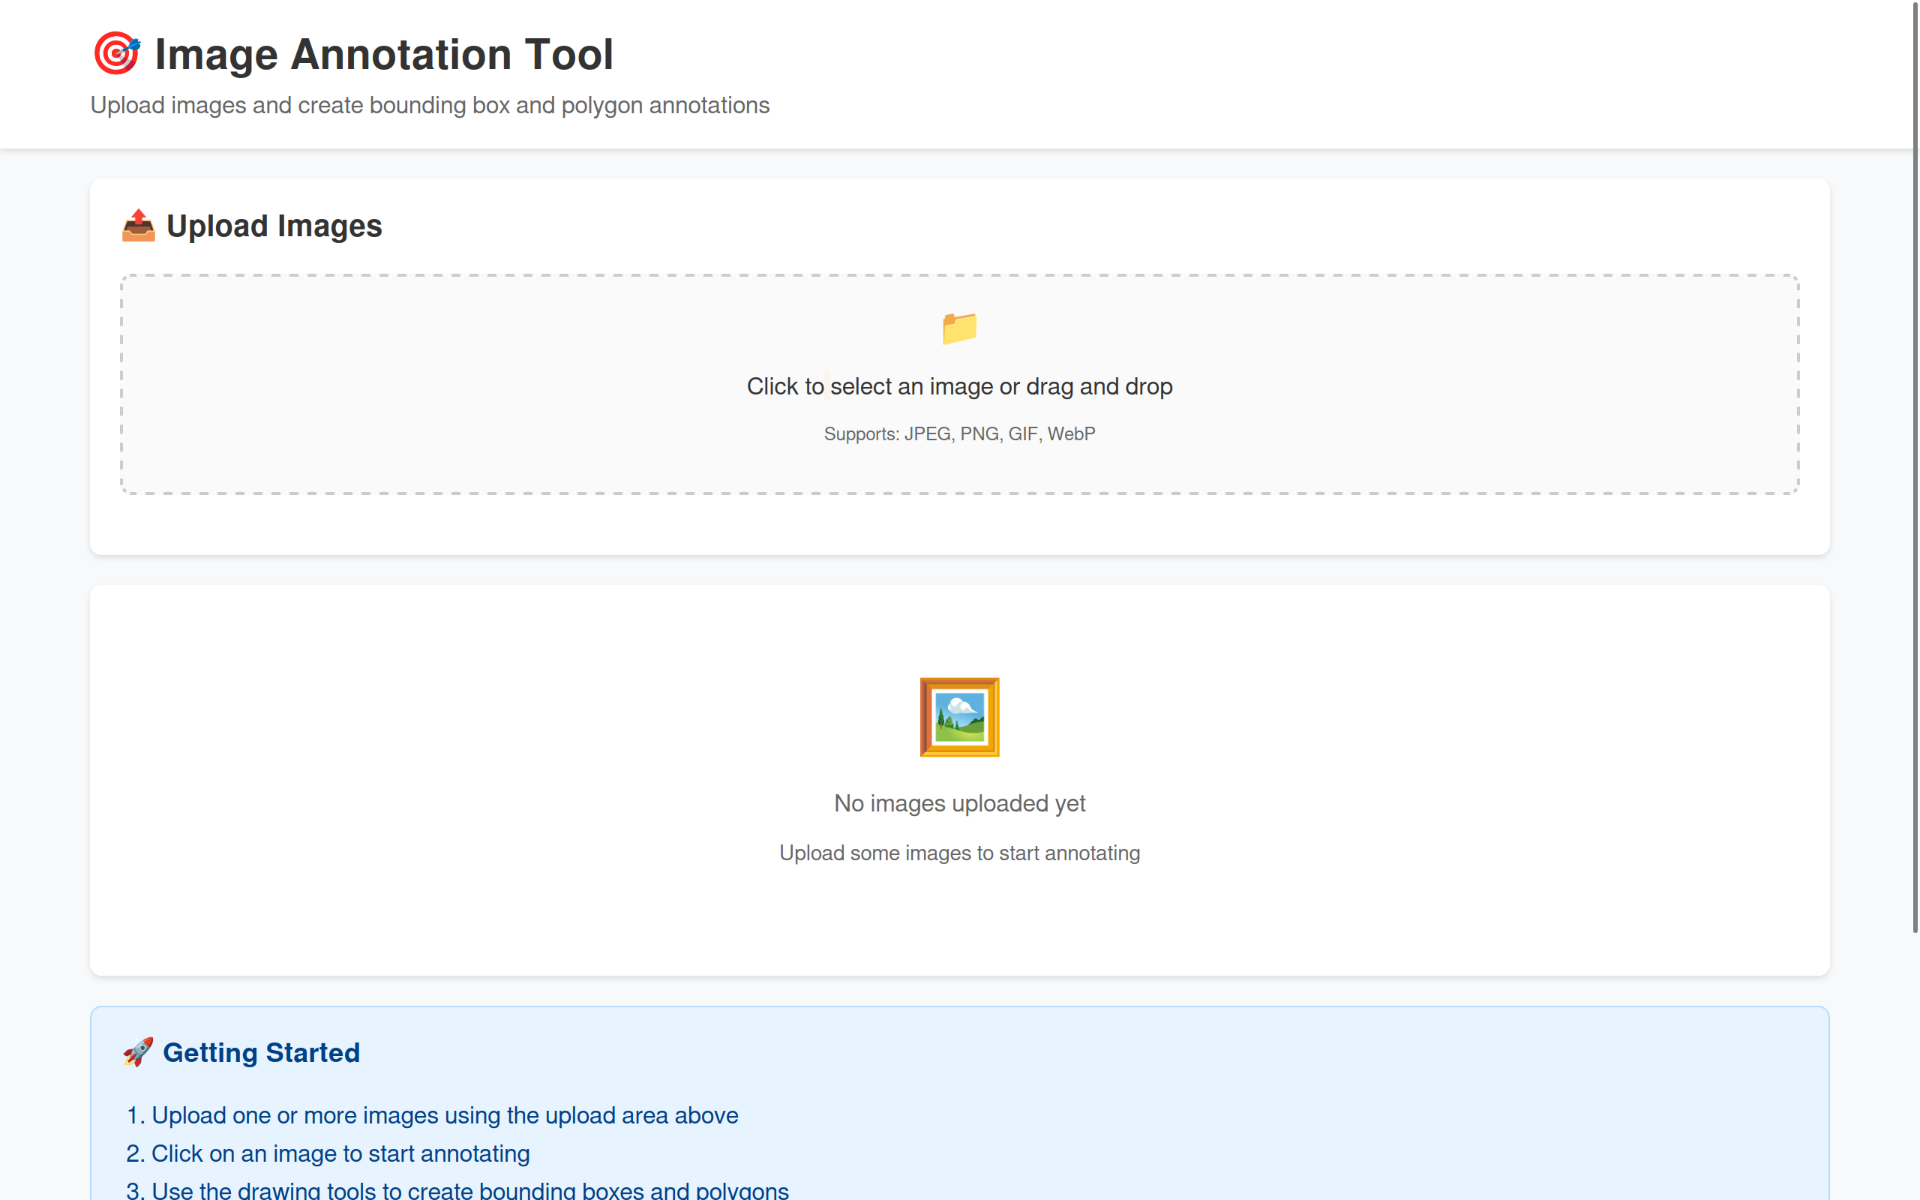 Image Annotation Tool
Upload images and create bounding box and polygon annotations
Upload Images
Click to select an image or drag and drop
Supports: JPEG, PNG, GIF, WebP
No images uploaded yet
Upload some images to start annotating
Getting Started
1. Upload one or more images using the upload area above
2. Click on an image to start annotating
3. Use the drawing tools to create bounding boxes and polygons